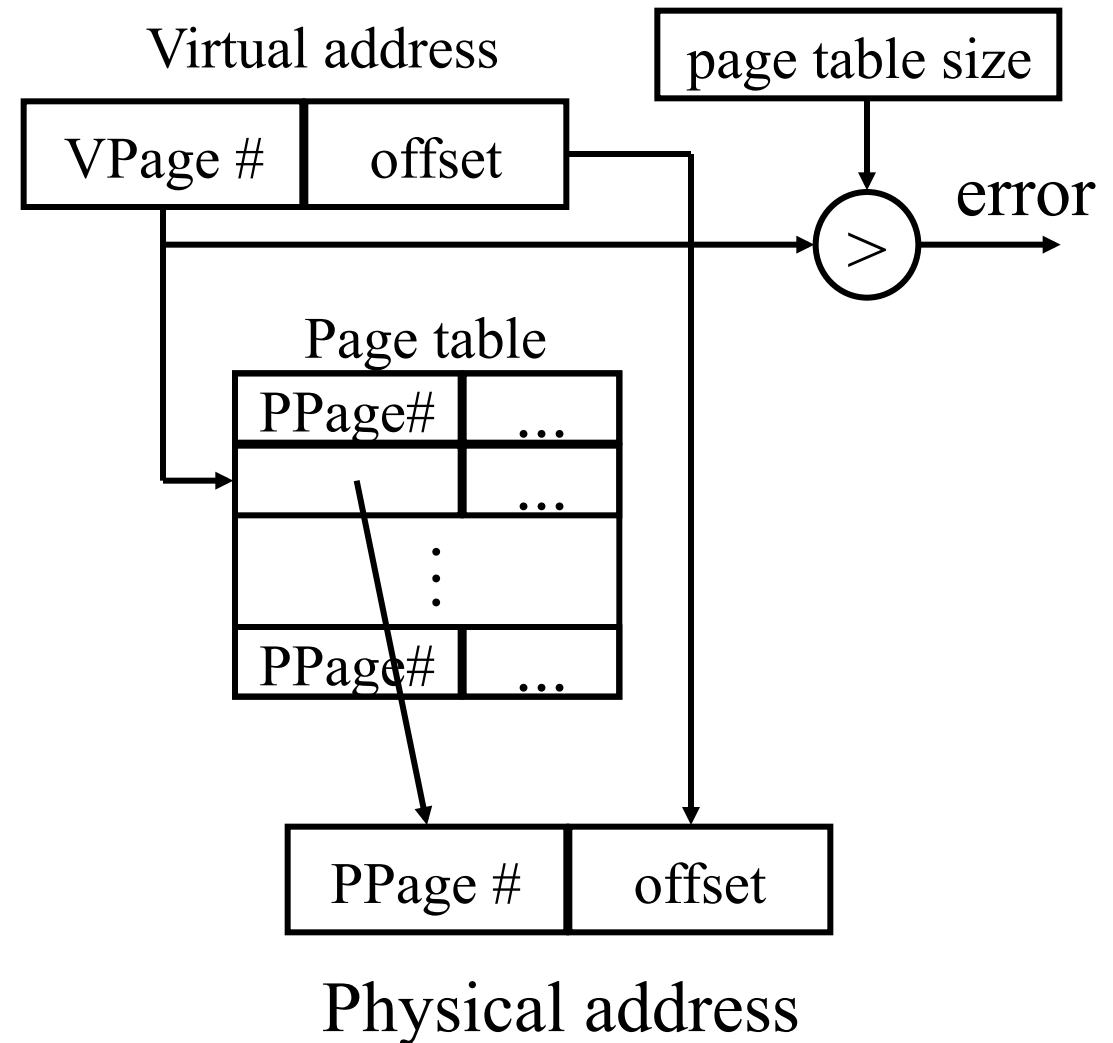 Virtual address
page table size
VPage #
offset
error
>
Page table
PPage#
...
...
⋮
PPage#
...
PPage #
offset
Physical address